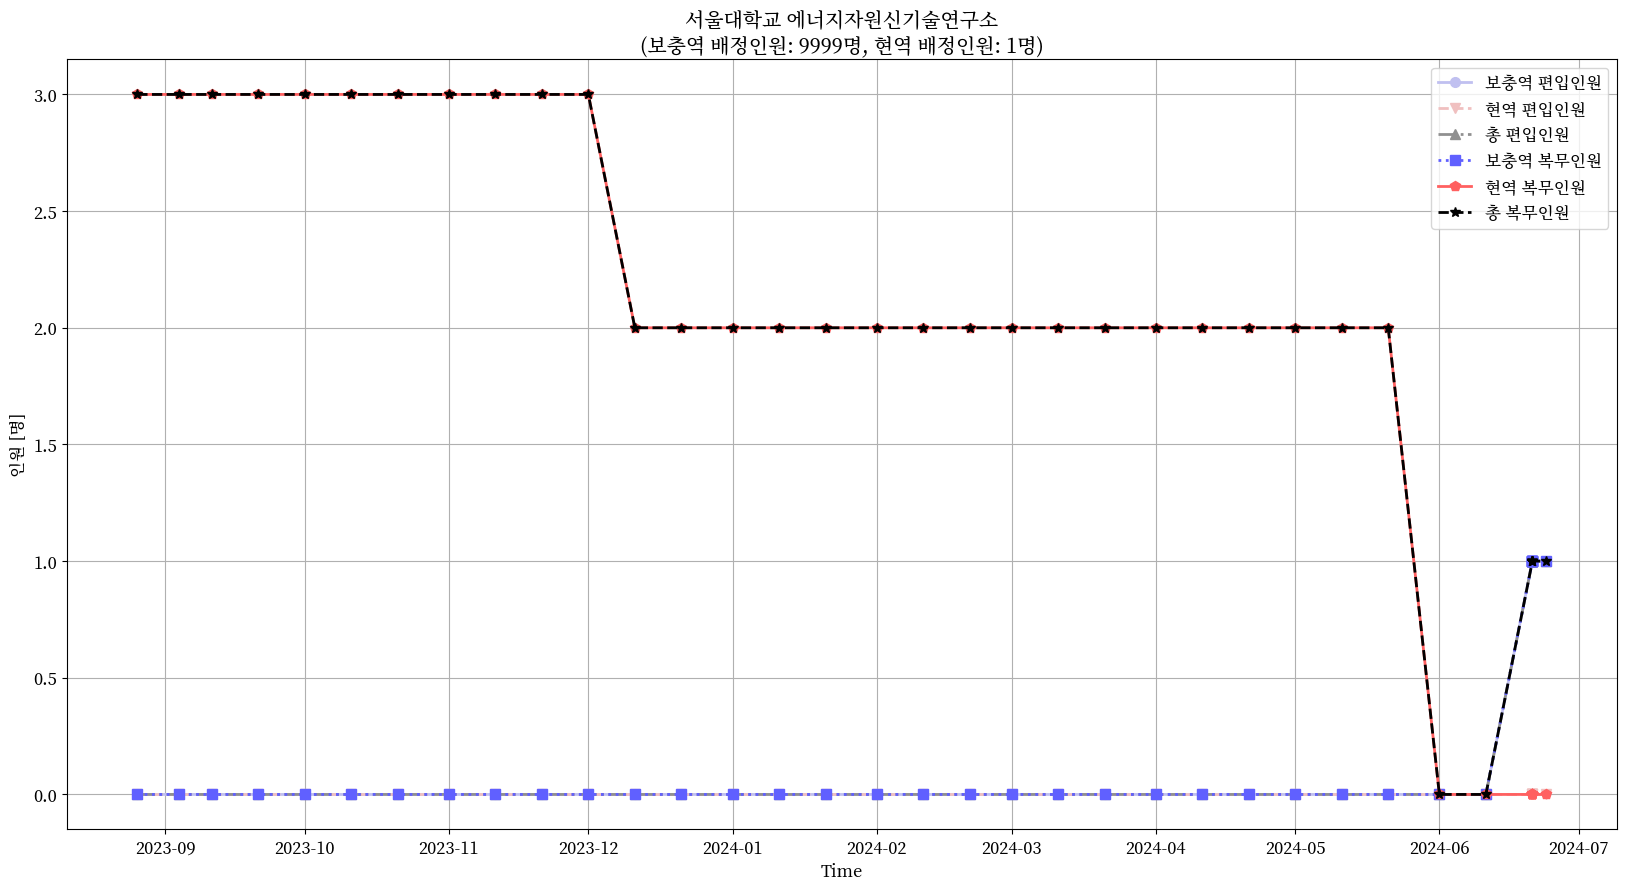 서울대학교 에너지자원신기술연구소
(보충역 배정인원: 9999명, 현역 배정인원: 1명)
보충역 편입인원
현역 편입인원
총 편입인원
보충역 복무인원
현역 복무인원
총 복무인원
3.0
2.5
2.0
1.5
1.0
0.5
0.0
인원 [명]
2023-09
2023-10
2023-11
2023-12
2024-01
2024-02
2024-03
2024-04
2024-05
2024-06
2024-07
Time